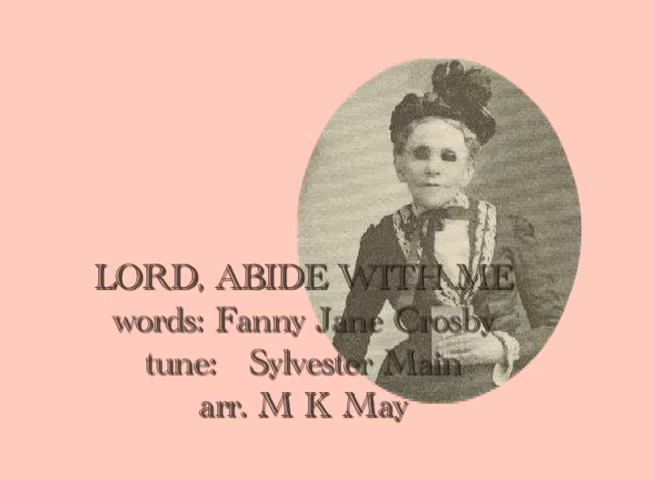 LORD, ABIDE WITH ME
words: Fanny Jane Crosby
tune: Sylvester Main
arr. M K May